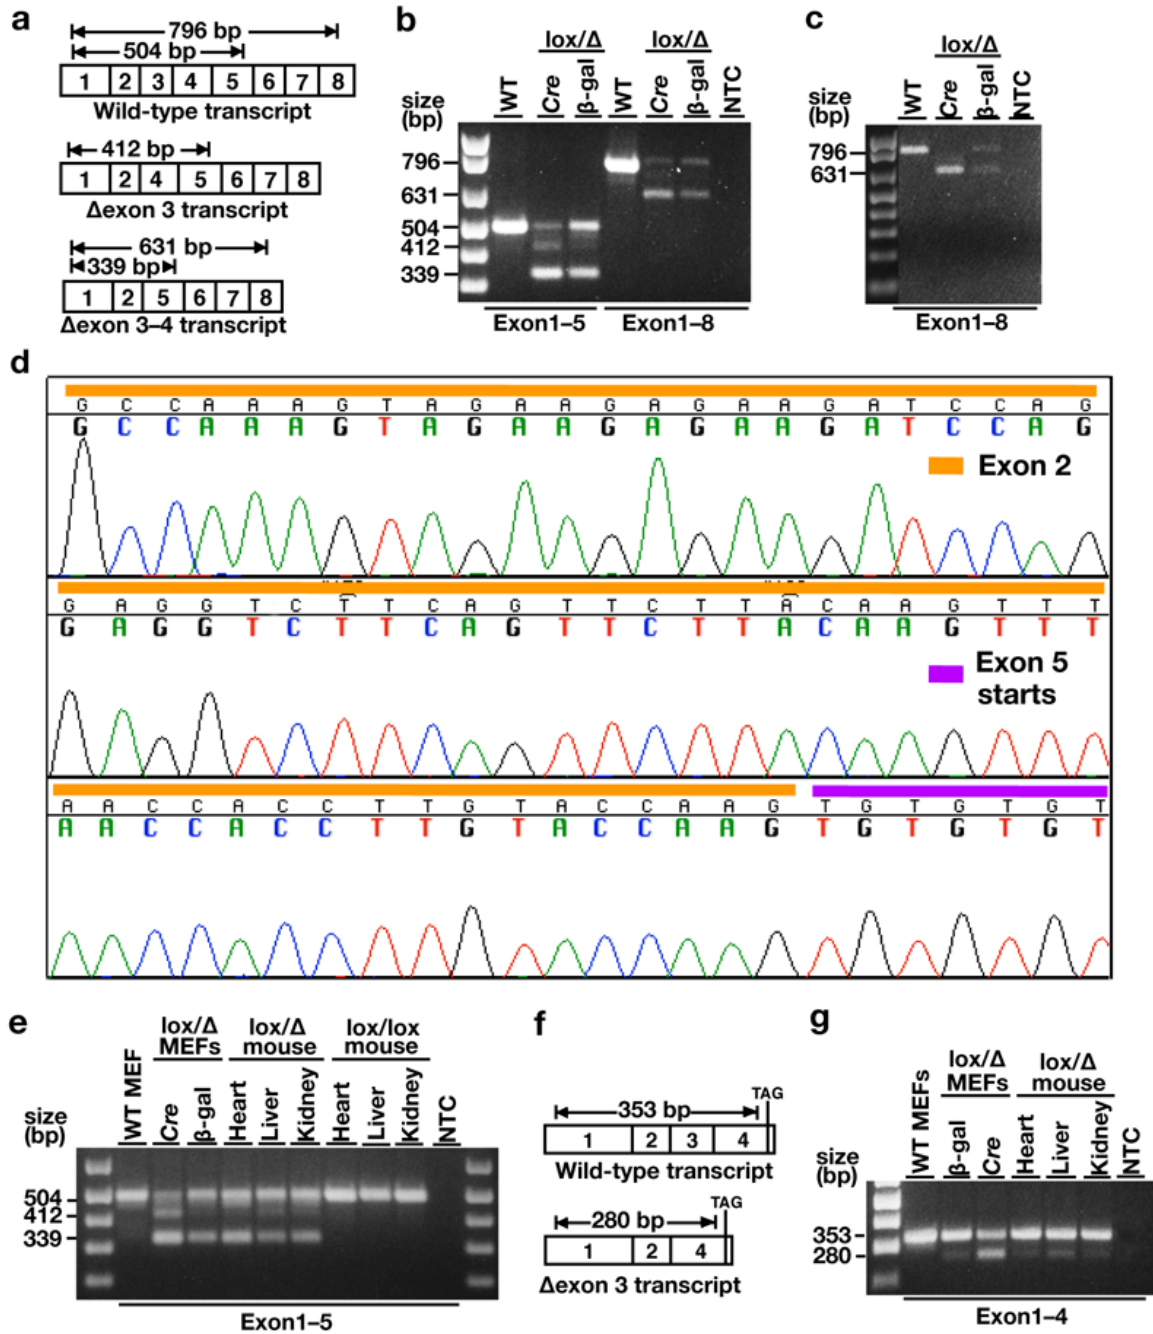 a
796 bp
504 bp
1 2 3 4 5 6 7 8
Wild-type transcript
412 bp
1 2 4 5 6 7 8
Δexon 3 transcript
631 bp
339 bp
1 2 5 6 7 8
Δexon 3–4 transcript
b
lox/Δ lox/Δ
size (bp)
WT Cre β-gal WT Cre β-gal NTC
796
631
504
412
339
Exon1–5 Exon1–8
c
lox/Δ
size (bp)
WT Cre β-gal NTC
796
631
Exon1–8
d
G C C A A A G T A G A A G A G A A G A T C C A G
G C C A A A G T A G A A G A G A A G A T C C A G
Exon 2
G A G G T C T T C A G T T C T T A C A A G T T T
G A G G T C T T C A G T T C T T A C A A G T T T
Exon 5
starts
A A C C A C C T T G T A C C A A G T G T G T G T
A A C C A C C T T G T A C C A A G T G T G T G T
e
lox/Δ MEFs lox/Δ mouse lox/lox mouse
size (bp)
WT MEF Cre β-gal Heart Liver Kidney Heart Liver Kidney NTC
504
412
339
Exon1–5
f
353 bp TAG
1 2 3 4
Wild-type transcript
280 bp TAG
1 2 4
Δexon 3 transcript
g
lox/Δ MEFs lox/Δ mouse
size (bp)
WT MEFs β-gal Cre Heart Liver Kidney NTC
353
280
Exon1–4